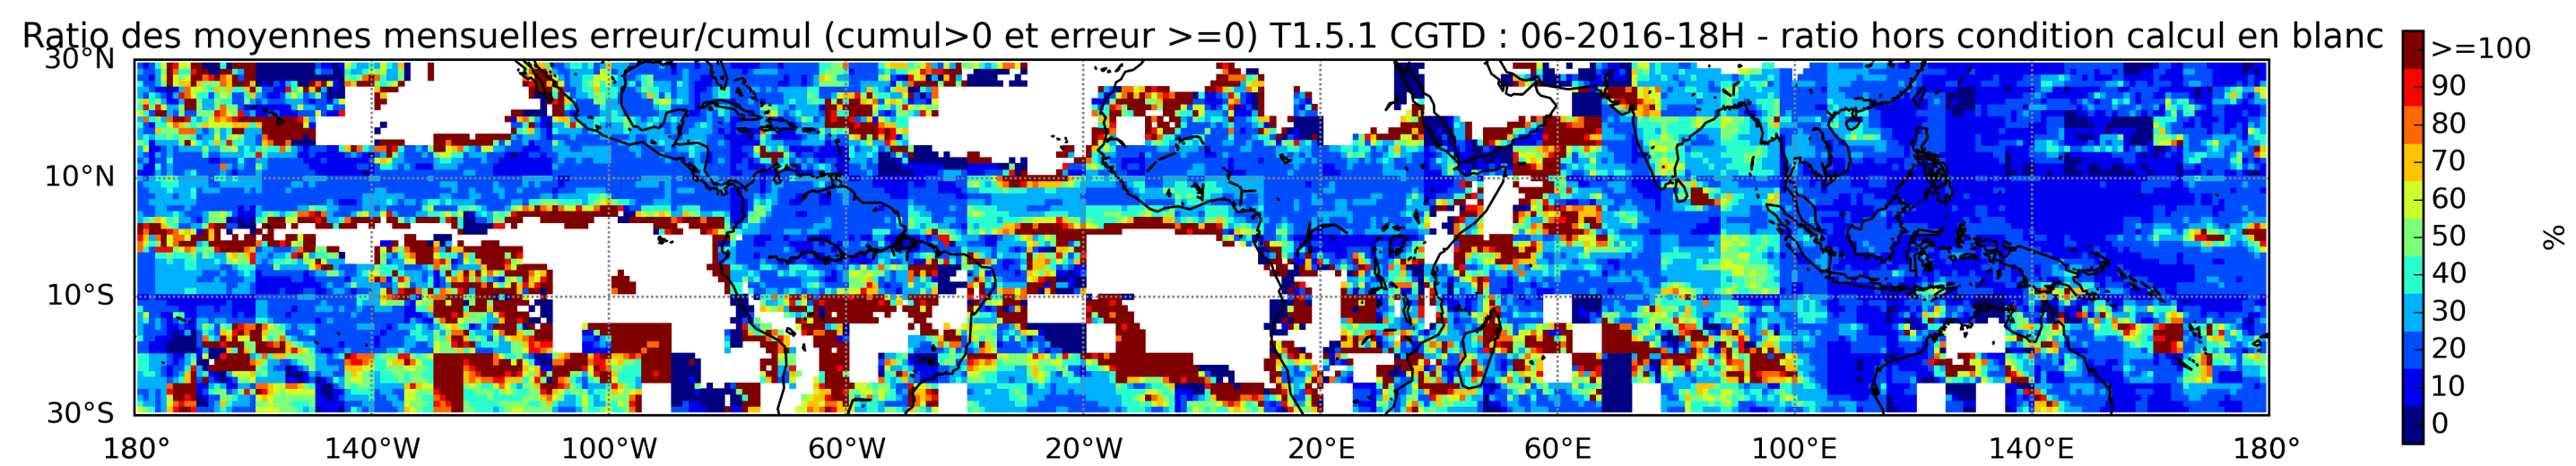 Ratio des moyennes mensuelles erreur/cumul (cumul>0 et erreur >=0) T1.5.1 CGTD : 06-2016-18H - ratio hors condition calcul en blanc
30°N
10°N
10°S
30°S
180° 140°W 100°W 60°W 20°W 20°E 60°E 100°E 140°E 180°
>=100
90
80
70
60
50
40
30
20
10
0
%